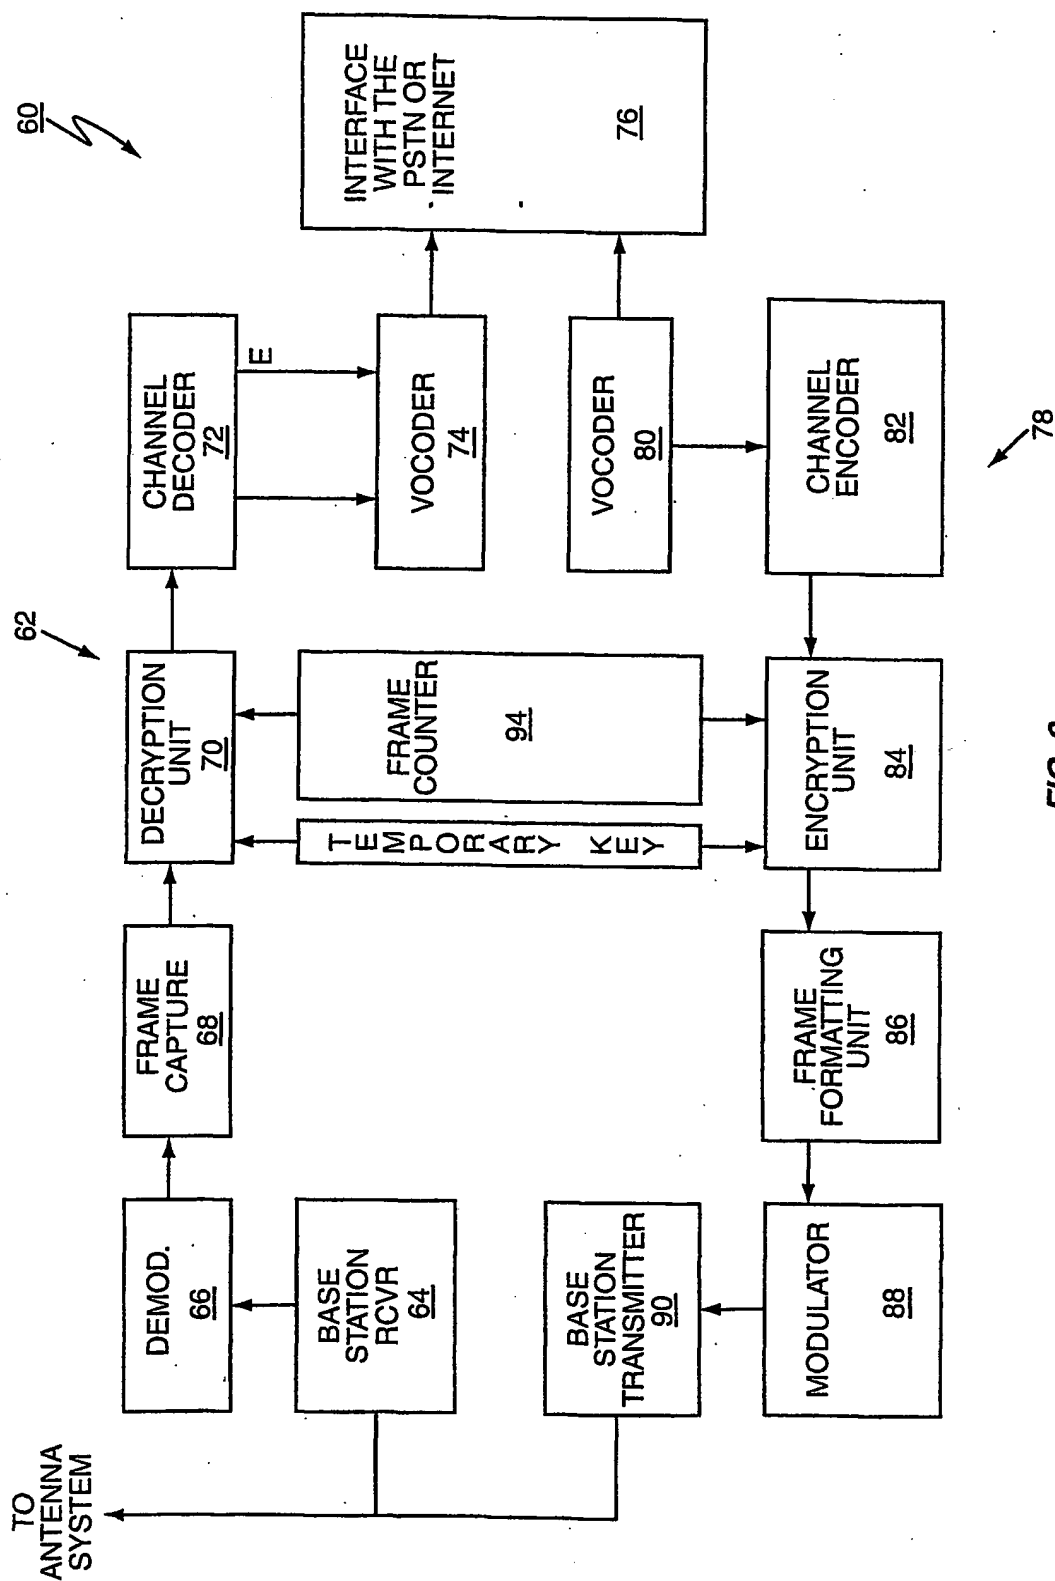 TO
ANTENNA
SYSTEM
62
60
DEMOD.
66
FRAME
CAPTURE
68
DECRYPTION
UNIT
70
CHANNEL
DECODER
72
E
BASE
STATION
RCVR
64
TEMPORARY KEY
FRAME
COUNTER
94
VOCODER
74
INTERFACE
WITH THE
PSTN OR
INTERNET
76
BASE
STATION
TRANSMITTER
90
VOCODER
80
MODULATOR
88
FRAME
FORMATTING
UNIT
86
ENCRYPTION
UNIT
84
CHANNEL
ENCODER
82
78